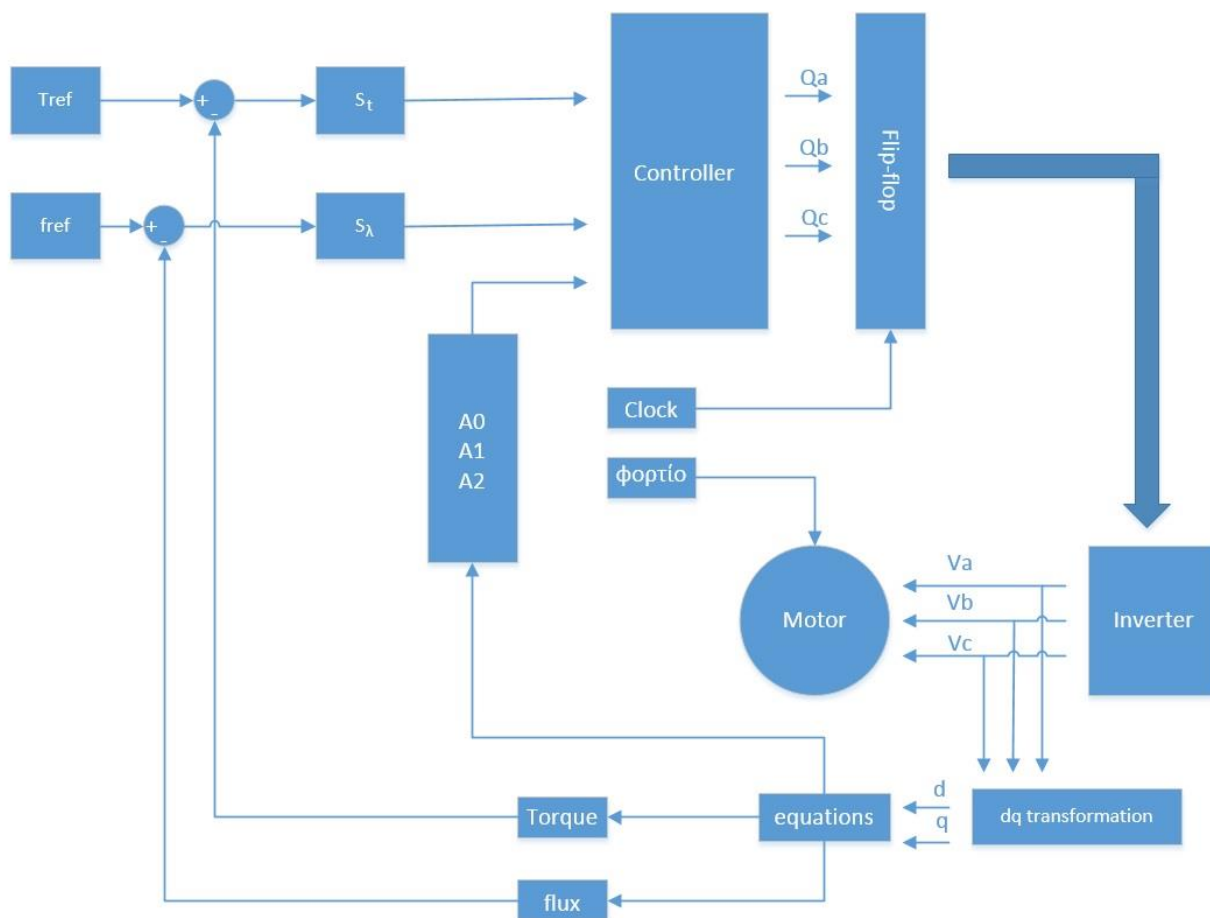 Tref
+
-
St
Controller
Qa
Qb
Qc
Flip-flop
fref
+
-
Sλ
A0
A1
A2
Clock
φορτίο
Motor
Va
Vb
Vc
Inverter
Torque
equations
d
q
dq transformation
flux